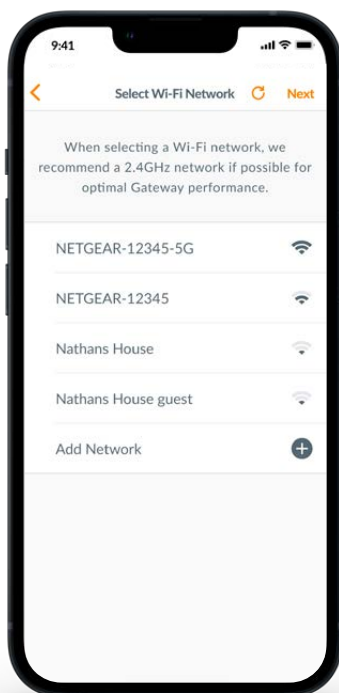 9:41
Select Wi-Fi Network Next
When selecting a Wi-Fi network, we
recommend a 2.4GHz network if possible for
optimal Gateway performance.
NETGEAR-12345-5G
NETGEAR-12345
Nathans House
Nathans House guest
Add Network